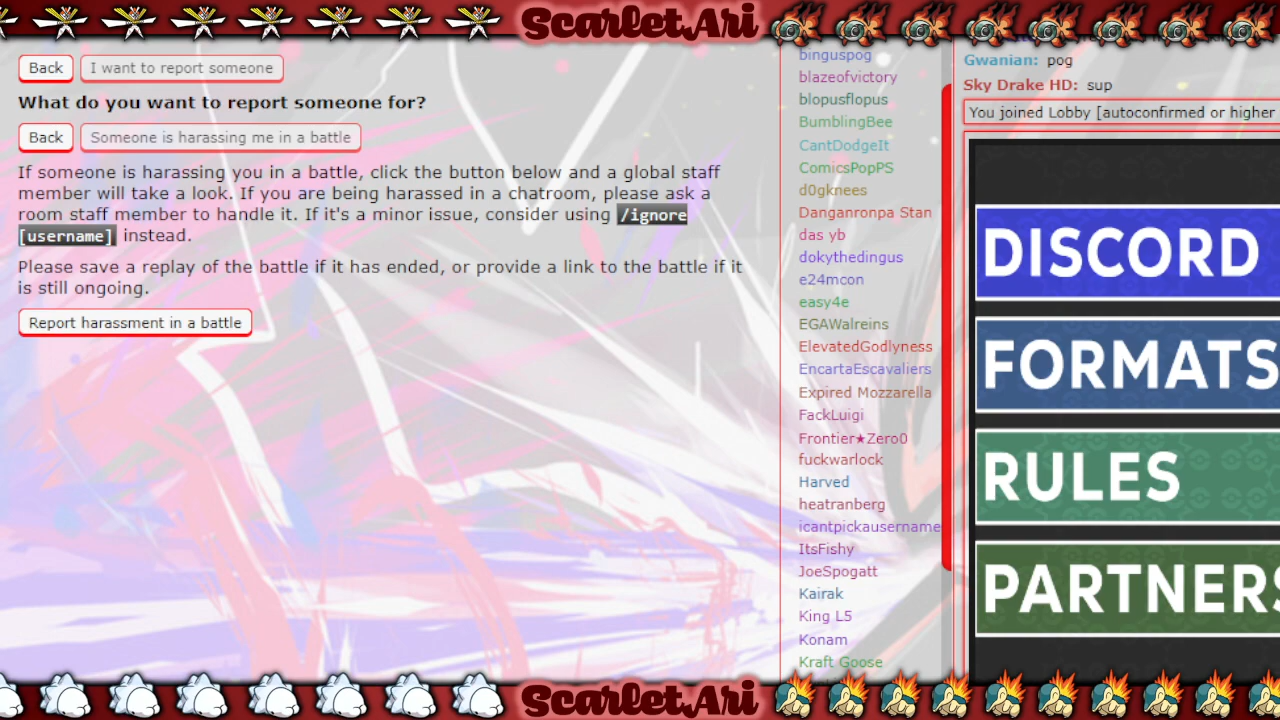 ScarletAri
Back
I want to report someone
What do you want to report someone for?
Back
Someone is harassing me in a battle
If someone is harassing you in a battle, click the button below and a global staff
member will take a look. If you are being harassed in a chatroom, please ask a
room staff member to handle it. If it's a minor issue, consider using /ignore
[username] instead.
Please save a replay of the battle if it has ended, or provide a link to the battle if it
is still ongoing.
Report harassment in a battle
binguspog
blazeofvictory
blopusflopus
BumblingBee
CantDodgeIt
ComicsPopPS
d0gknees
Danganronpa Stan
das yb
dokythedingus
e24mcon
easy4e
EGAWalreins
ElevatedGodlyness
EncartaEscavaliers
Expired Mozzarella
FackLuigi
Frontier★Zero0
fuckwarlock
Harved
heatranberg
icantpickausername
ItsFishy
JoeSpogatt
Kairak
King L5
Konam
Kraft Goose
Gwanian: pog
Sky Drake HD: sup
You joined Lobby [autoconfirmed or higher
DISCORD
FORMATS
RULES
PARTNERS
ScarletAri